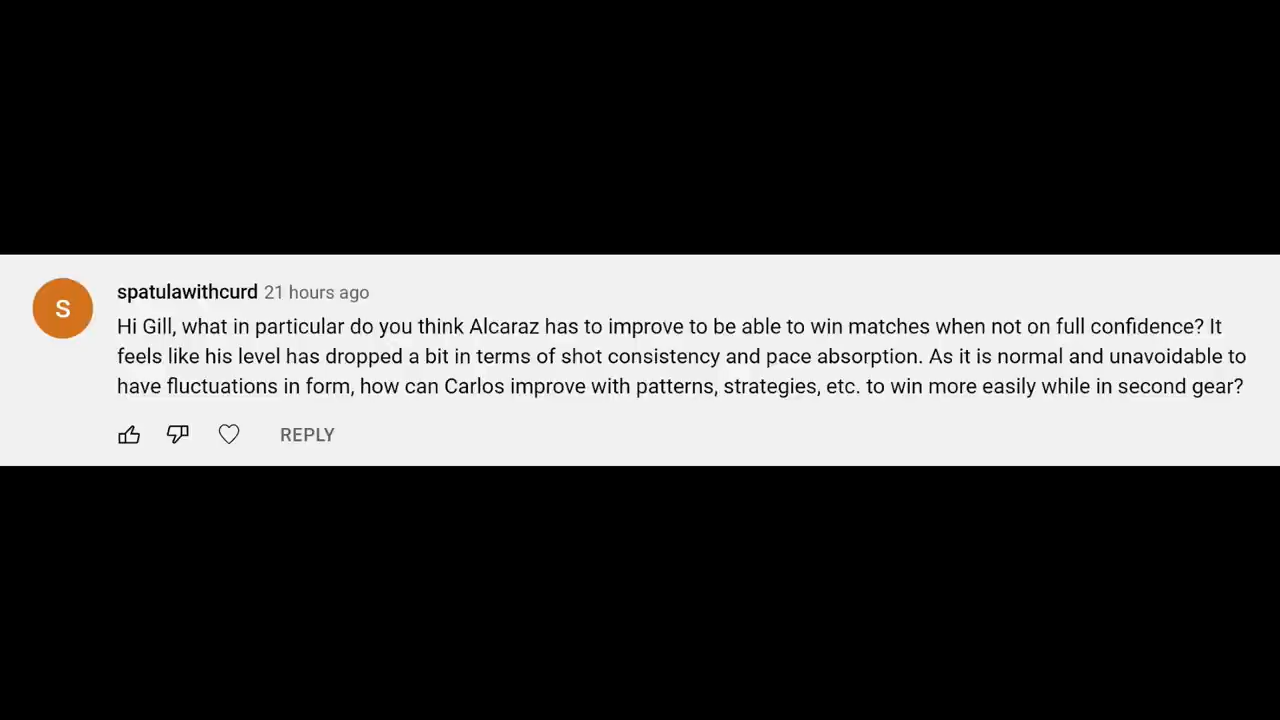 S
spatulawithcurd 21 hours ago
Hi Gill, what in particular do you think Alcaraz has to improve to be able to win matches when not on full confidence? It
feels like his level has dropped a bit in terms of shot consistency and pace absorption. As it is normal and unavoidable to
have fluctuations in form, how can Carlos improve with patterns, strategies, etc. to win more easily while in second gear?
REPLY